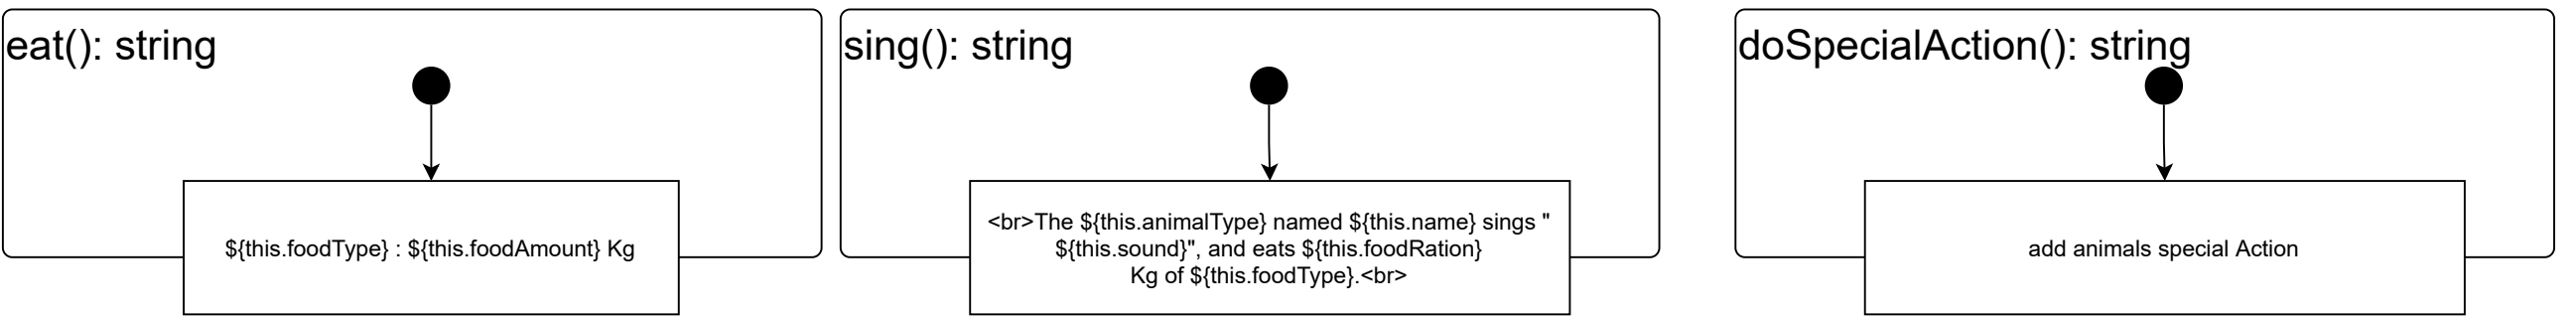 eat(): string
${this.foodType} : ${this.foodAmount} Kg
sing(): string
<br>The ${this.animalType} named ${this.name} sings "
${this.sound}", and eats ${this.foodRation}
Kg of ${this.foodType}.<br>
doSpecialAction(): string
add animals special Action